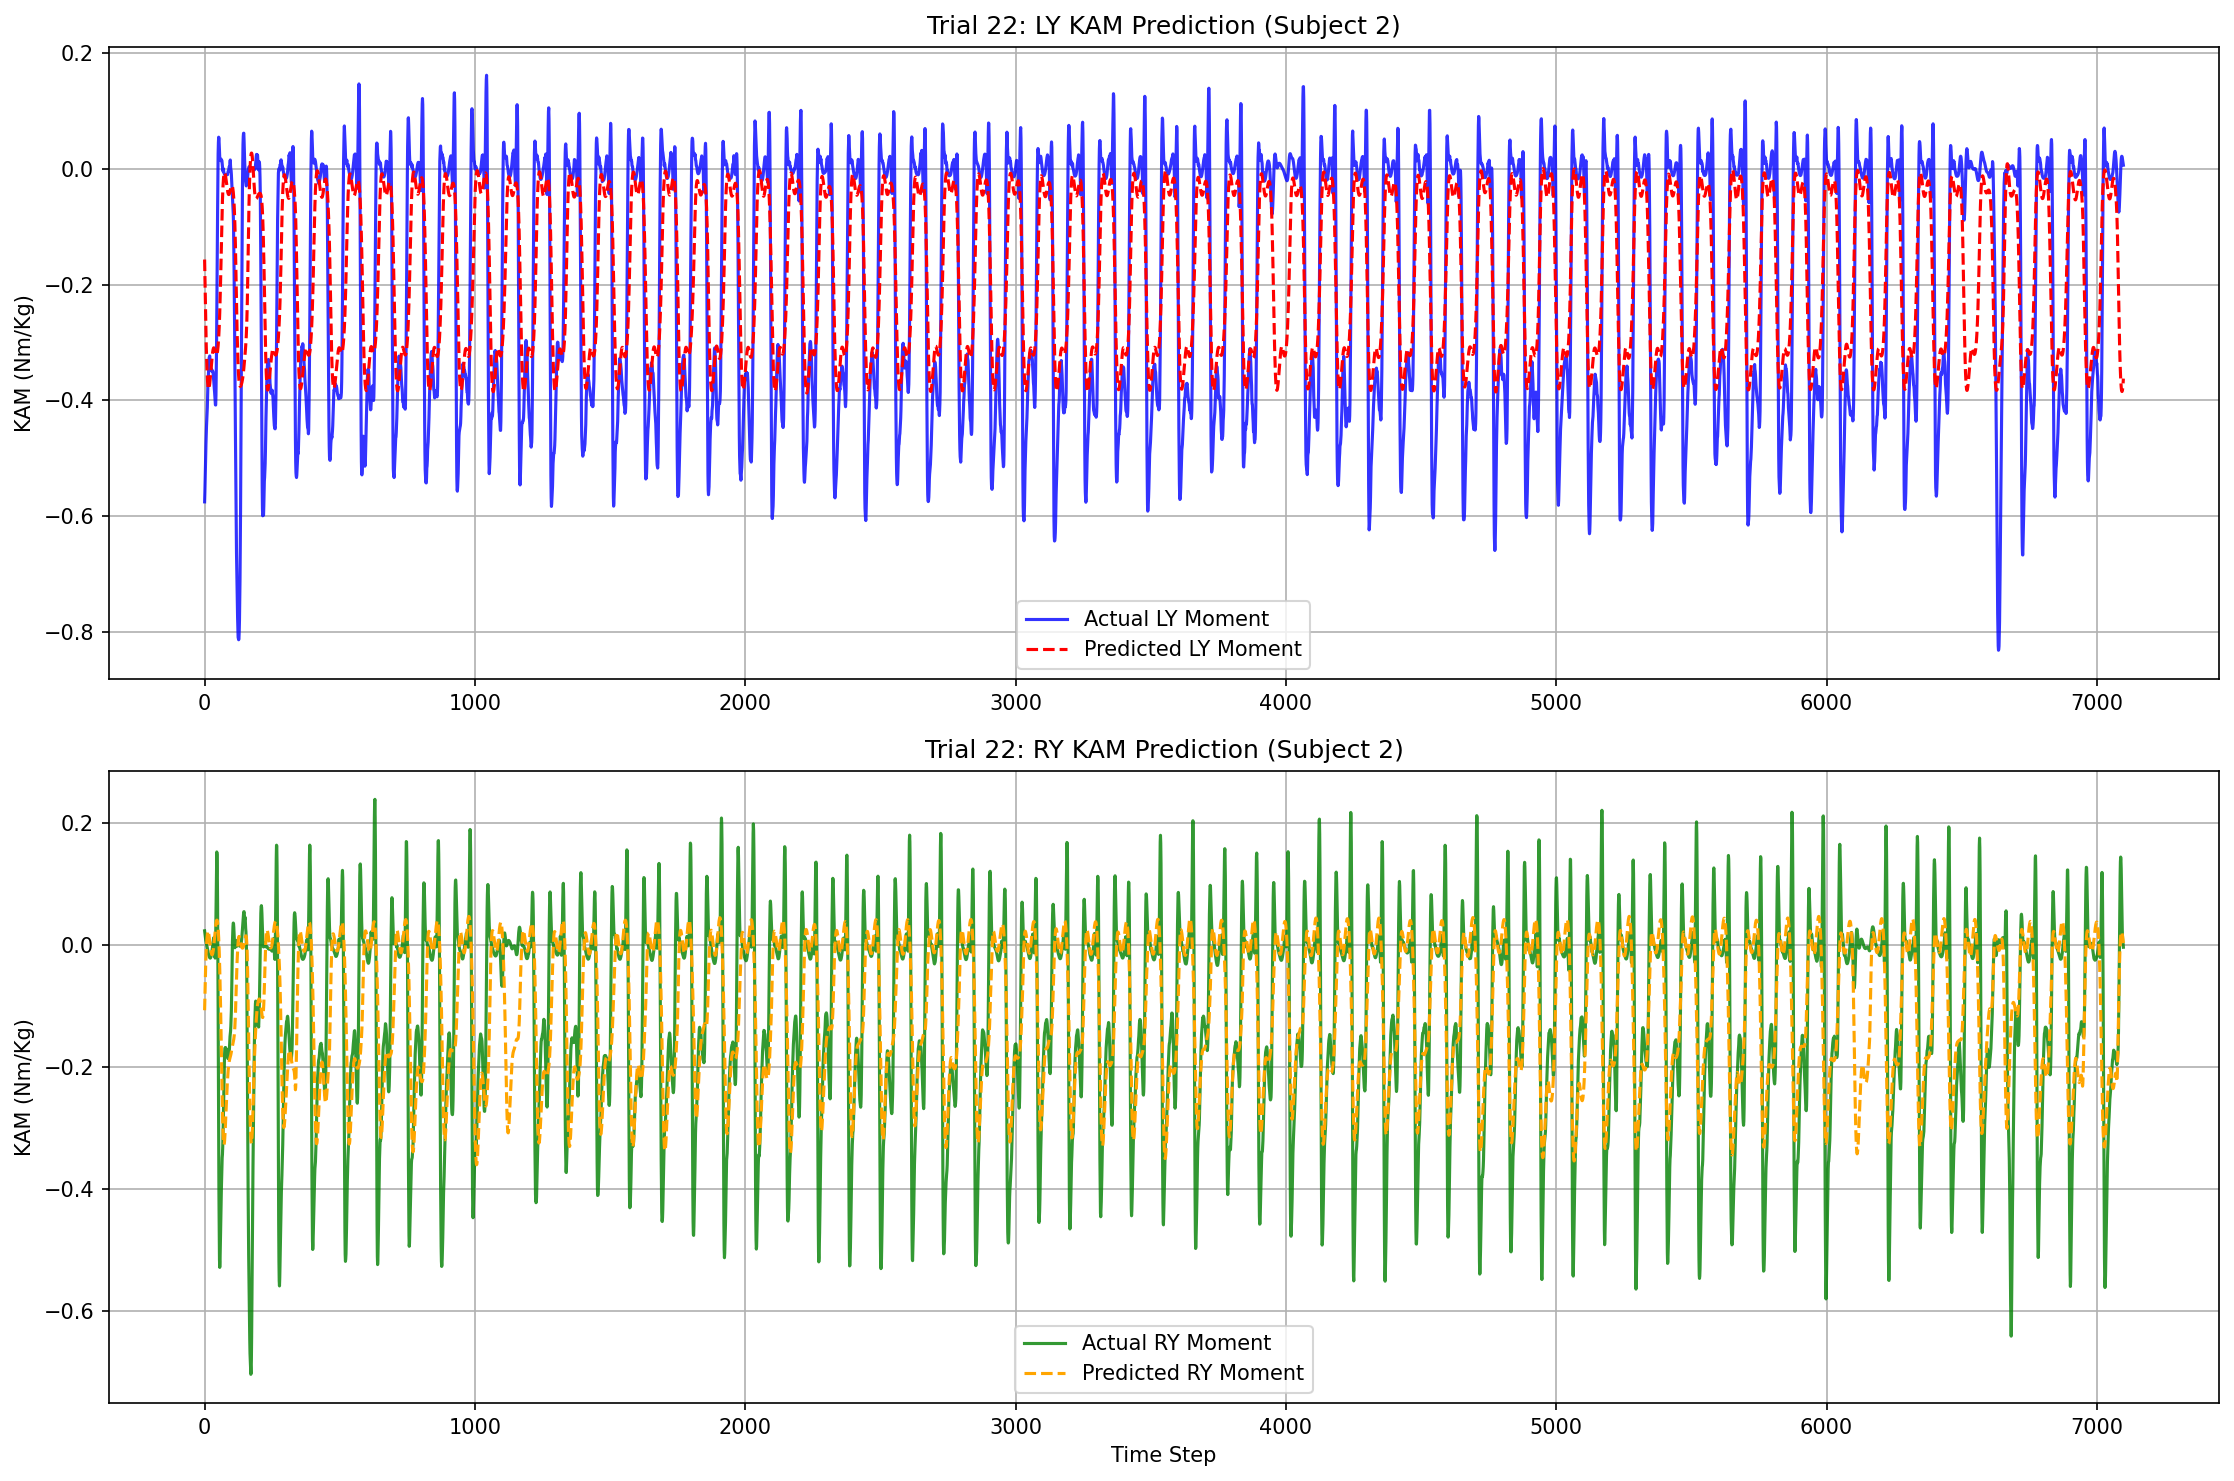 Trial 22: LY KAM Prediction (Subject 2)
KAM (Nm/Kg)
0.2
0.0
−0.2
−0.4
−0.6
−0.8
Actual LY Moment
Predicted LY Moment
0 1000 2000 3000 4000 5000 6000 7000
Trial 22: RY KAM Prediction (Subject 2)
KAM (Nm/Kg)
0.2
0.0
−0.2
−0.4
−0.6
Actual RY Moment
Predicted RY Moment
0 1000 2000 3000 4000 5000 6000 7000
Time Step